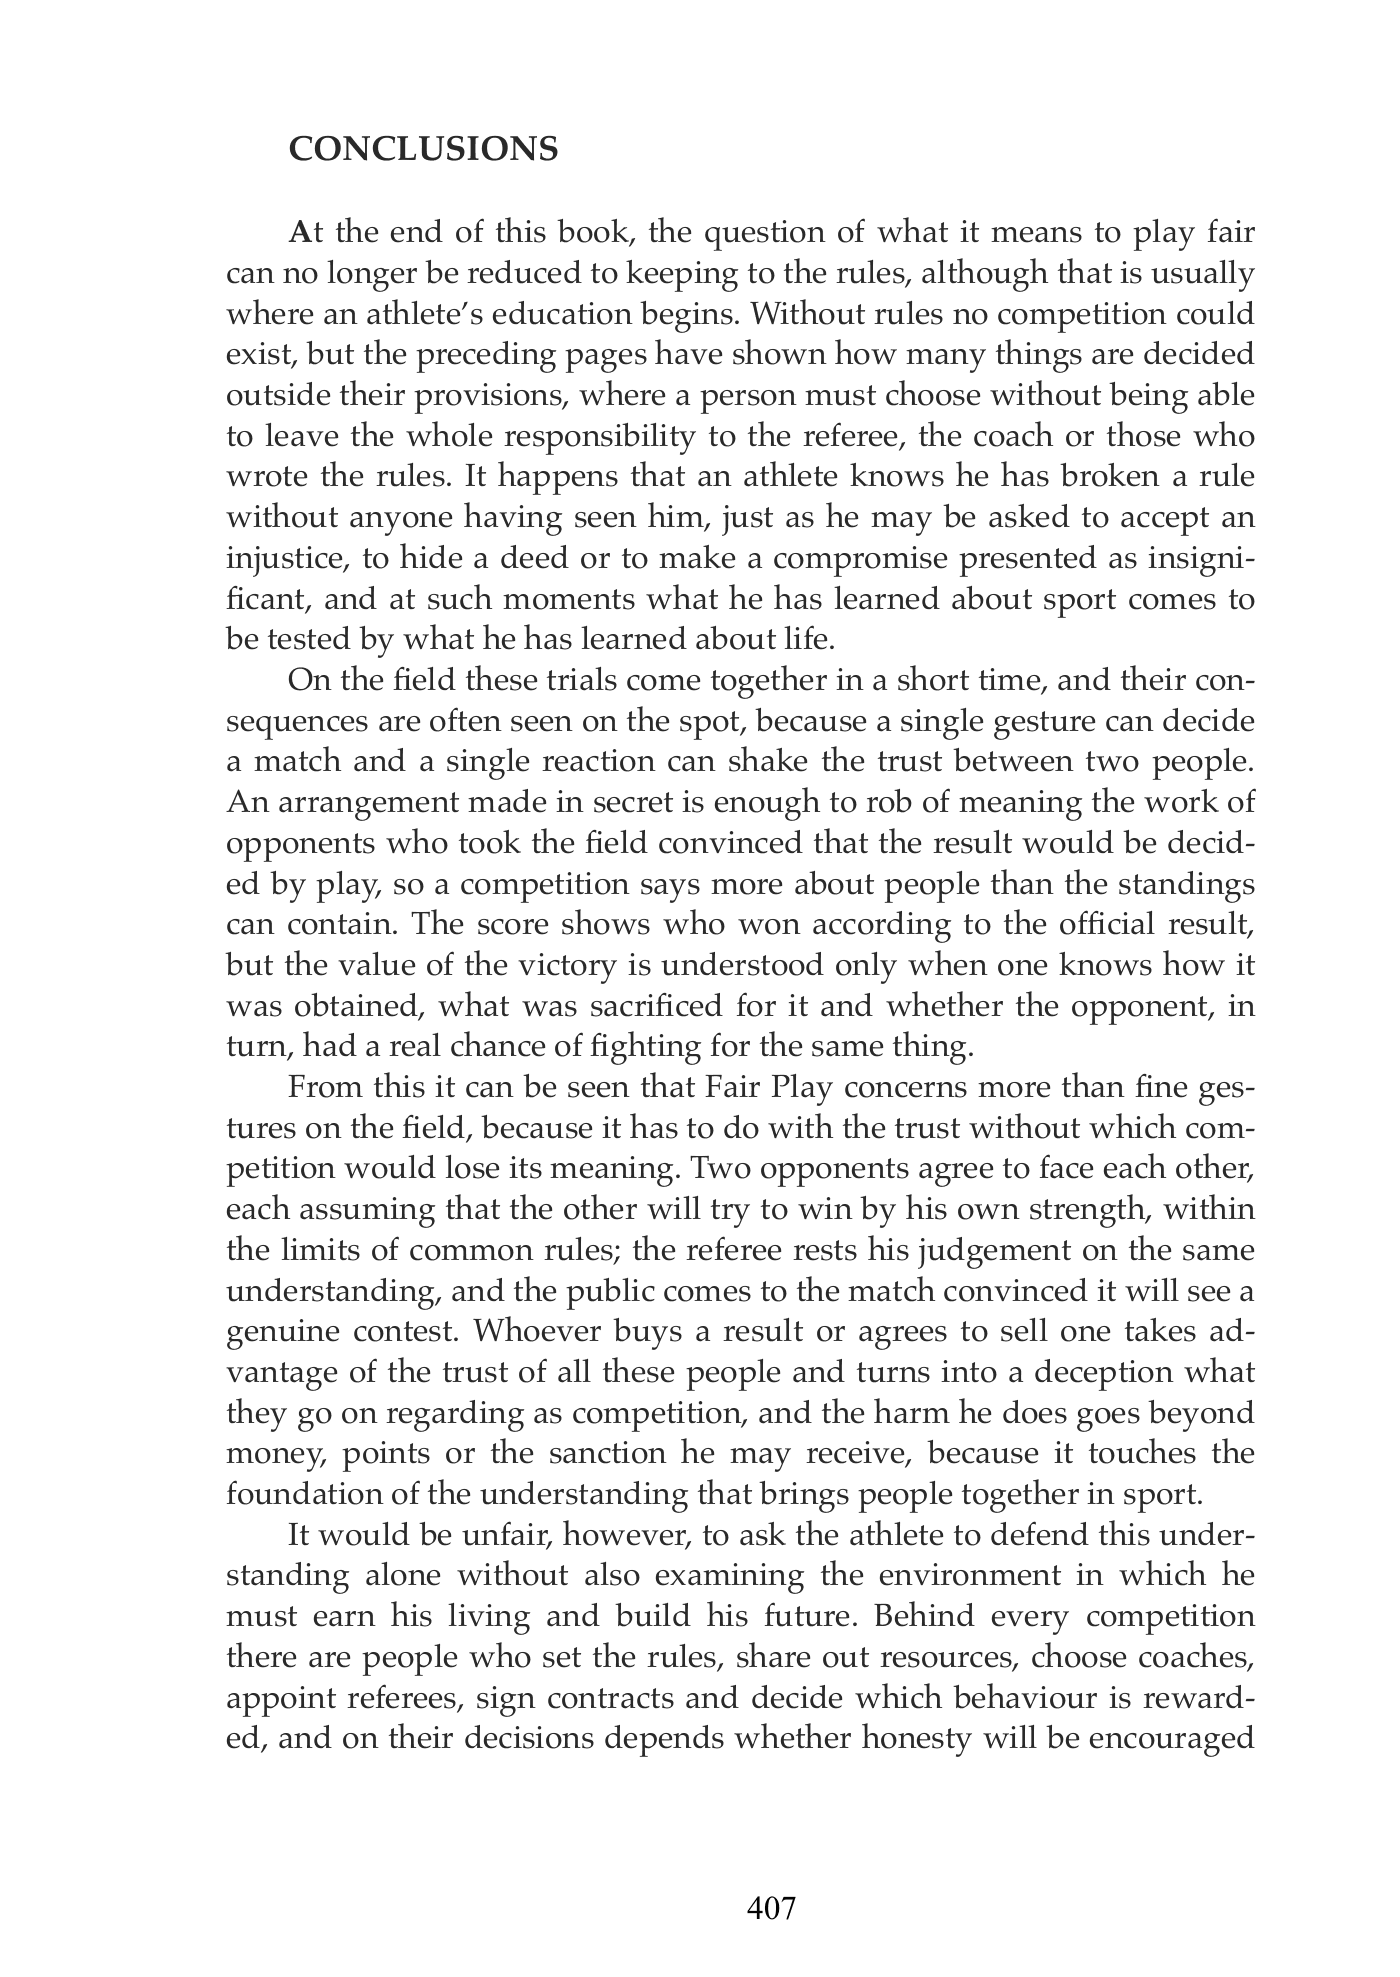 CONCLUSIONS
At the end of this book, the question of what it means to play fair
can no longer be reduced to keeping to the rules, although that is usually
where an athlete’s education begins. Without rules no competition could
exist, but the preceding pages have shown how many things are decided
outside their provisions, where a person must choose without being able
to leave the whole responsibility to the referee, the coach or those who
wrote the rules. It happens that an athlete knows he has broken a rule
without anyone having seen him, just as he may be asked to accept an
injustice, to hide a deed or to make a compromise presented as insigni-
ficant, and at such moments what he has learned about sport comes to
be tested by what he has learned about life.
On the field these trials come together in a short time, and their con-
sequences are often seen on the spot, because a single gesture can decide
a match and a single reaction can shake the trust between two people.
An arrangement made in secret is enough to rob of meaning the work of
opponents who took the field convinced that the result would be decid-
ed by play, so a competition says more about people than the standings
can contain. The score shows who won according to the official result,
but the value of the victory is understood only when one knows how it
was obtained, what was sacrificed for it and whether the opponent, in
turn, had a real chance of fighting for the same thing.
From this it can be seen that Fair Play concerns more than fine ges-
tures on the field, because it has to do with the trust without which com-
petition would lose its meaning. Two opponents agree to face each other,
each assuming that the other will try to win by his own strength, within
the limits of common rules; the referee rests his judgement on the same
understanding, and the public comes to the match convinced it will see a
genuine contest. Whoever buys a result or agrees to sell one takes ad-
vantage of the trust of all these people and turns into a deception what
they go on regarding as competition, and the harm he does goes beyond
money, points or the sanction he may receive, because it touches the
foundation of the understanding that brings people together in sport.
It would be unfair, however, to ask the athlete to defend this under-
standing alone without also examining the environment in which he
must earn his living and build his future. Behind every competition
there are people who set the rules, share out resources, choose coaches,
appoint referees, sign contracts and decide which behaviour is reward-
ed, and on their decisions depends whether honesty will be encouraged
407